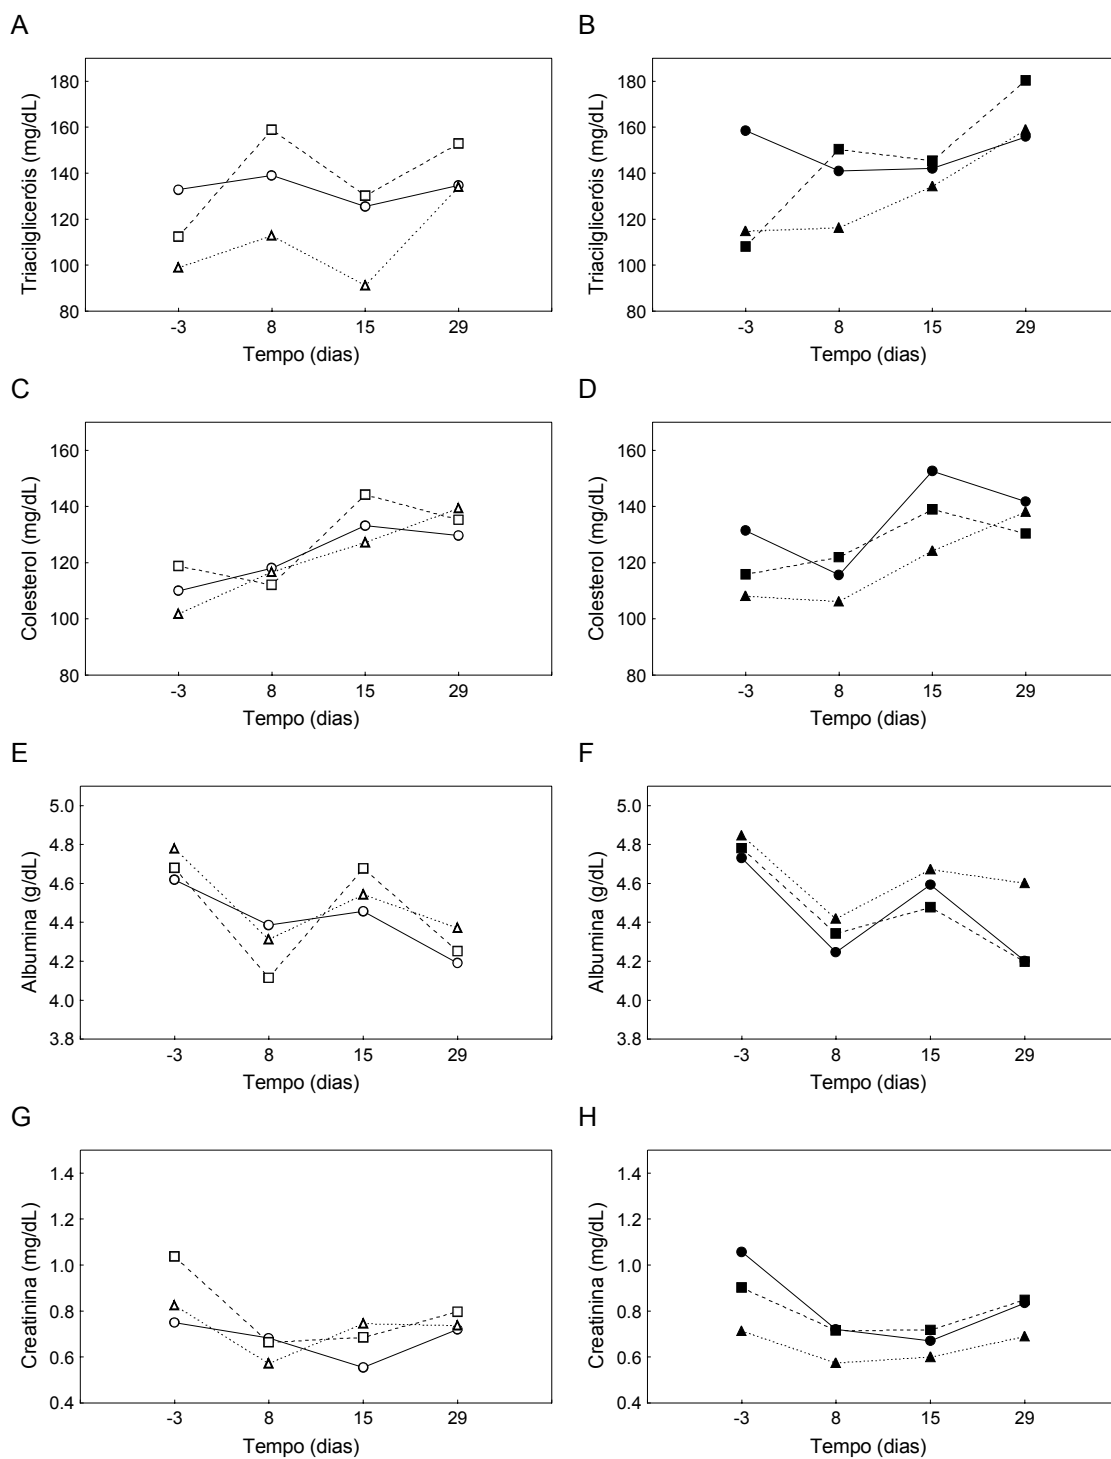 A
Triacilgliceróis (mg/dL)
180
160
140
120
100
80
-3 8 15 29
Tempo (dias)
B
Triacilgliceróis (mg/dL)
180
160
140
120
100
80
-3 8 15 29
Tempo (dias)
C
Colesterol (mg/dL)
160
140
120
100
80
-3 8 15 29
Tempo (dias)
D
Colesterol (mg/dL)
160
140
120
100
80
-3 8 15 29
Tempo (dias)
E
Albumina (g/dL)
5.0
4.8
4.6
4.4
4.2
4.0
3.8
-3 8 15 29
Tempo (dias)
F
Albumina (g/dL)
5.0
4.8
4.6
4.4
4.2
4.0
3.8
-3 8 15 29
Tempo (dias)
G
Creatinina (mg/dL)
1.4
1.2
1.0
0.8
0.6
0.4
-3 8 15 29
Tempo (dias)
H
Creatinina (mg/dL)
1.4
1.2
1.0
0.8
0.6
0.4
-3 8 15 29
Tempo (dias)